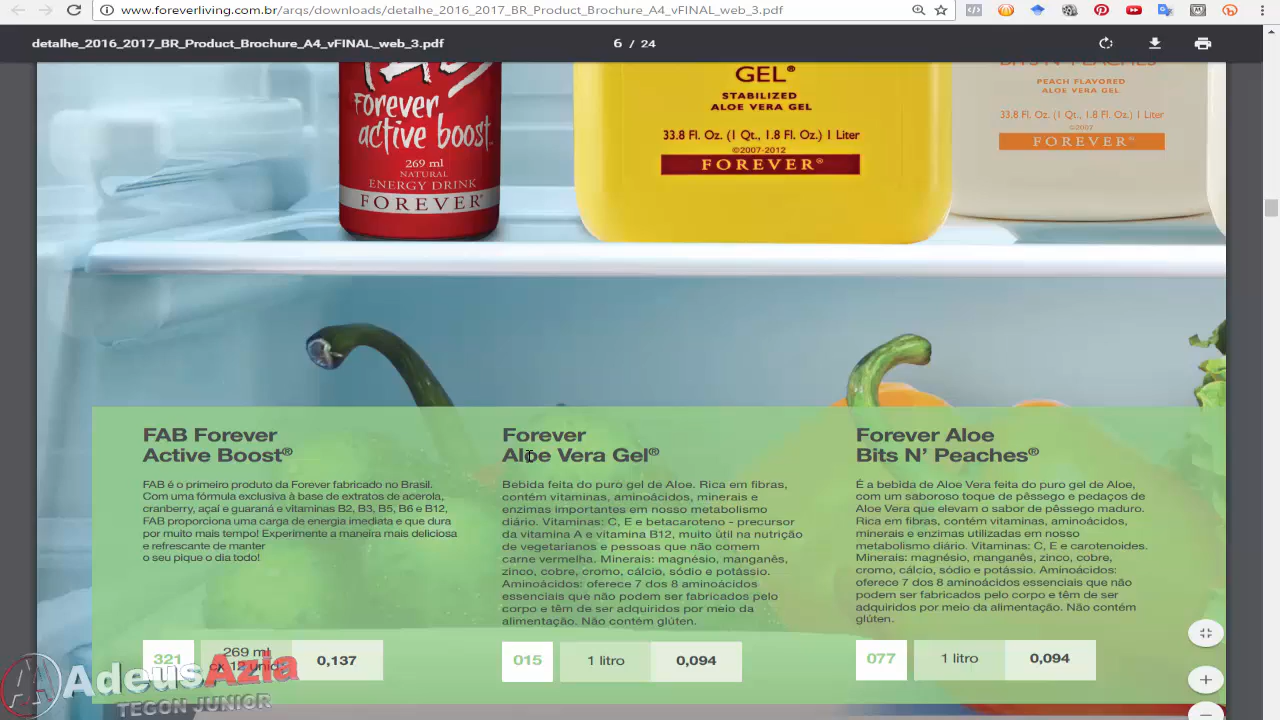 www.foreverliving.com.br/arqs/downloads/detalhe_2016_2017_BR_Product_Brochure_A4_vFINAL_web_3.pdf
detalhe_2016_2017_BR_Product_Brochure_A4_vFINAL_web_3.pdf
6 / 24
Forever
active boost
269 ml
NATURAL
ENERGY DRINK
FOREVER®
GEL®
STABILIZED
ALOE VERA GEL
33.8 Fl. Oz. (1 Qt., 1.8 Fl. Oz.) 1 Liter
©2007-2012
FOREVER®
BITS N' PEACHES®
PEACH FLAVORED
ALOE VERA GEL
33.8 Fl. Oz. (1 Qt., 1.8 Fl. Oz.) 1 Liter
©2007
FOREVER®
FAB Forever
Active Boost®
FAB é o primeiro produto da Forever fabricado no Brasil.
Com uma fórmula exclusiva à base de extratos de acerola,
cranberry, açaí e guaraná e vitaminas B2, B3, B5, B6 e B12,
FAB proporciona uma carga de energia imediata e que dura
por muito mais tempo! Experimente a maneira mais deliciosa
e refrescante de manter
o seu pique o dia todo!
321
269 ml
0,137
Forever
Aloe Vera Gel®
Bebida feita do puro gel de Aloe. Rica em fibras,
contém vitaminas, aminoácidos, minerais e
enzimas importantes em nosso metabolismo
diário. Vitaminas: C, E e betacaroteno - precursor
da vitamina A e vitamina B12, muito útil na nutrição
de vegetarianos e pessoas que não comem
carne vermelha. Minerais: magnésio, manganês,
zinco, cobre, cromo, cálcio, sódio e potássio.
Aminoácidos: oferece 7 dos 8 aminoácidos
essenciais que não podem ser fabricados pelo
corpo e têm de ser adquiridos por meio da
alimentação. Não contém glúten.
015
1 litro
0,094
Forever Aloe
Bits N' Peaches®
É a bebida de Aloe Vera feita do puro gel de Aloe,
com um saboroso toque de pêssego e pedaços de
Aloe Vera que elevam o sabor de pêssego maduro.
Rica em fibras, contém vitaminas, aminoácidos,
minerais e enzimas utilizadas em nosso
metabolismo diário. Vitaminas: C, E e carotenoides.
Minerais: magnésio, manganês, zinco, cobre,
cromo, cálcio, sódio e potássio. Aminoácidos:
oferece 7 dos 8 aminoácidos essenciais que não
podem ser fabricados pelo corpo e têm de ser
adquiridos por meio da alimentação. Não contém
glúten.
077
1 litro
0,094
AdeusAzia
TECON JUNIOR